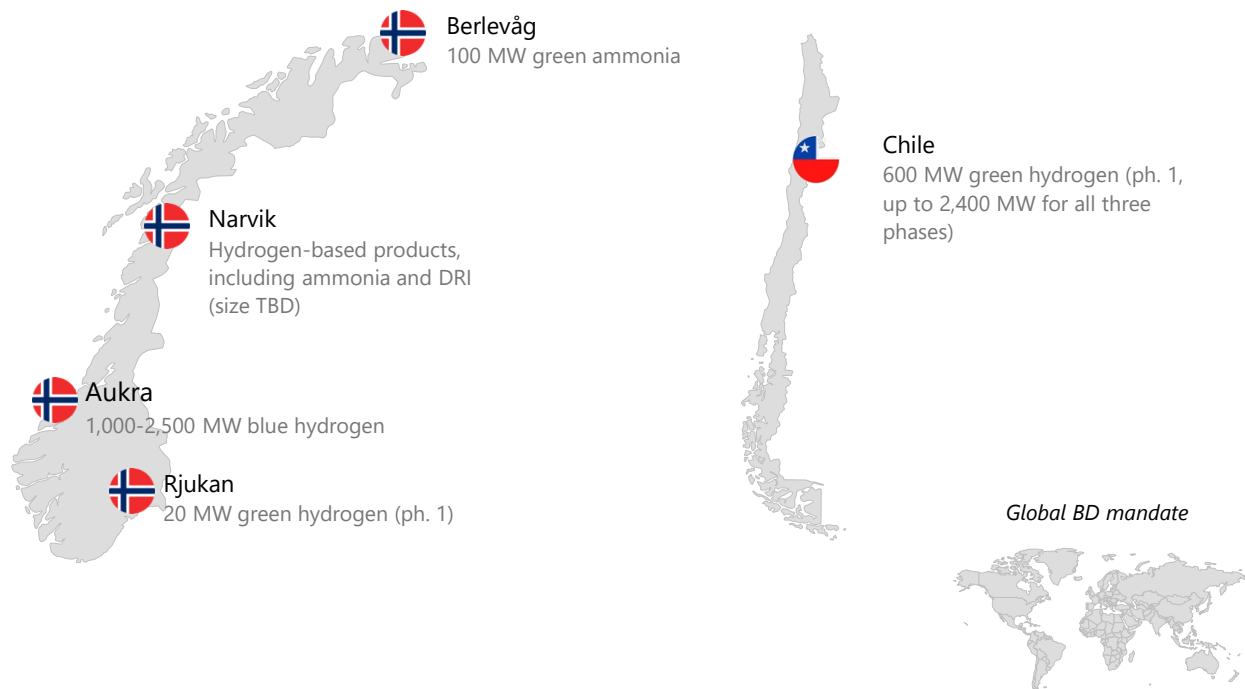 Berlevåg
100 MW green ammonia
Narvik
Hydrogen-based products,
including ammonia and DRI
(size TBD)
Aukra
1,000-2,500 MW blue hydrogen
Rjukan
20 MW green hydrogen (ph. 1)
Chile
600 MW green hydrogen (ph. 1,
up to 2,400 MW for all three
phases)
Global BD mandate